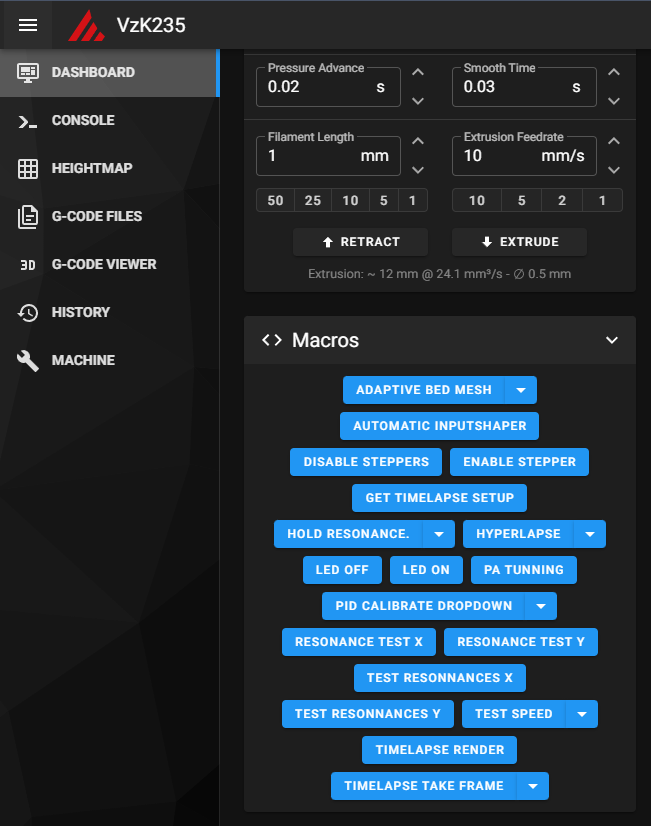 VzK235
DASHBOARD
CONSOLE
HEIGHTMAP
G-CODE FILES
3D G-CODE VIEWER
HISTORY
MACHINE
Pressure Advance Smooth Time
0.02 s 0.03 s
Filament Length Extrusion Feedrate
1 mm 10 mm/s
50 25 10 5 1 10 5 2 1
RETRACT EXTRUDE
Extrusion: ~ 12 mm @ 24.1 mm³/s - ∅ 0.5 mm
Macros
ADAPTIVE BED MESH
AUTOMATIC INPUTSHAPER
DISABLE STEPPERS ENABLE STEPPER
GET TIMELAPSE SETUP
HOLD RESONANCE. HYPERLAPSE
LED OFF LED ON PA TUNNING
PID CALIBRATE DROPDOWN
RESONANCE TEST X RESONANCE TEST Y
TEST RESONNANCES X
TEST RESONNANCES Y TEST SPEED
TIMELAPSE RENDER
TIMELAPSE TAKE FRAME